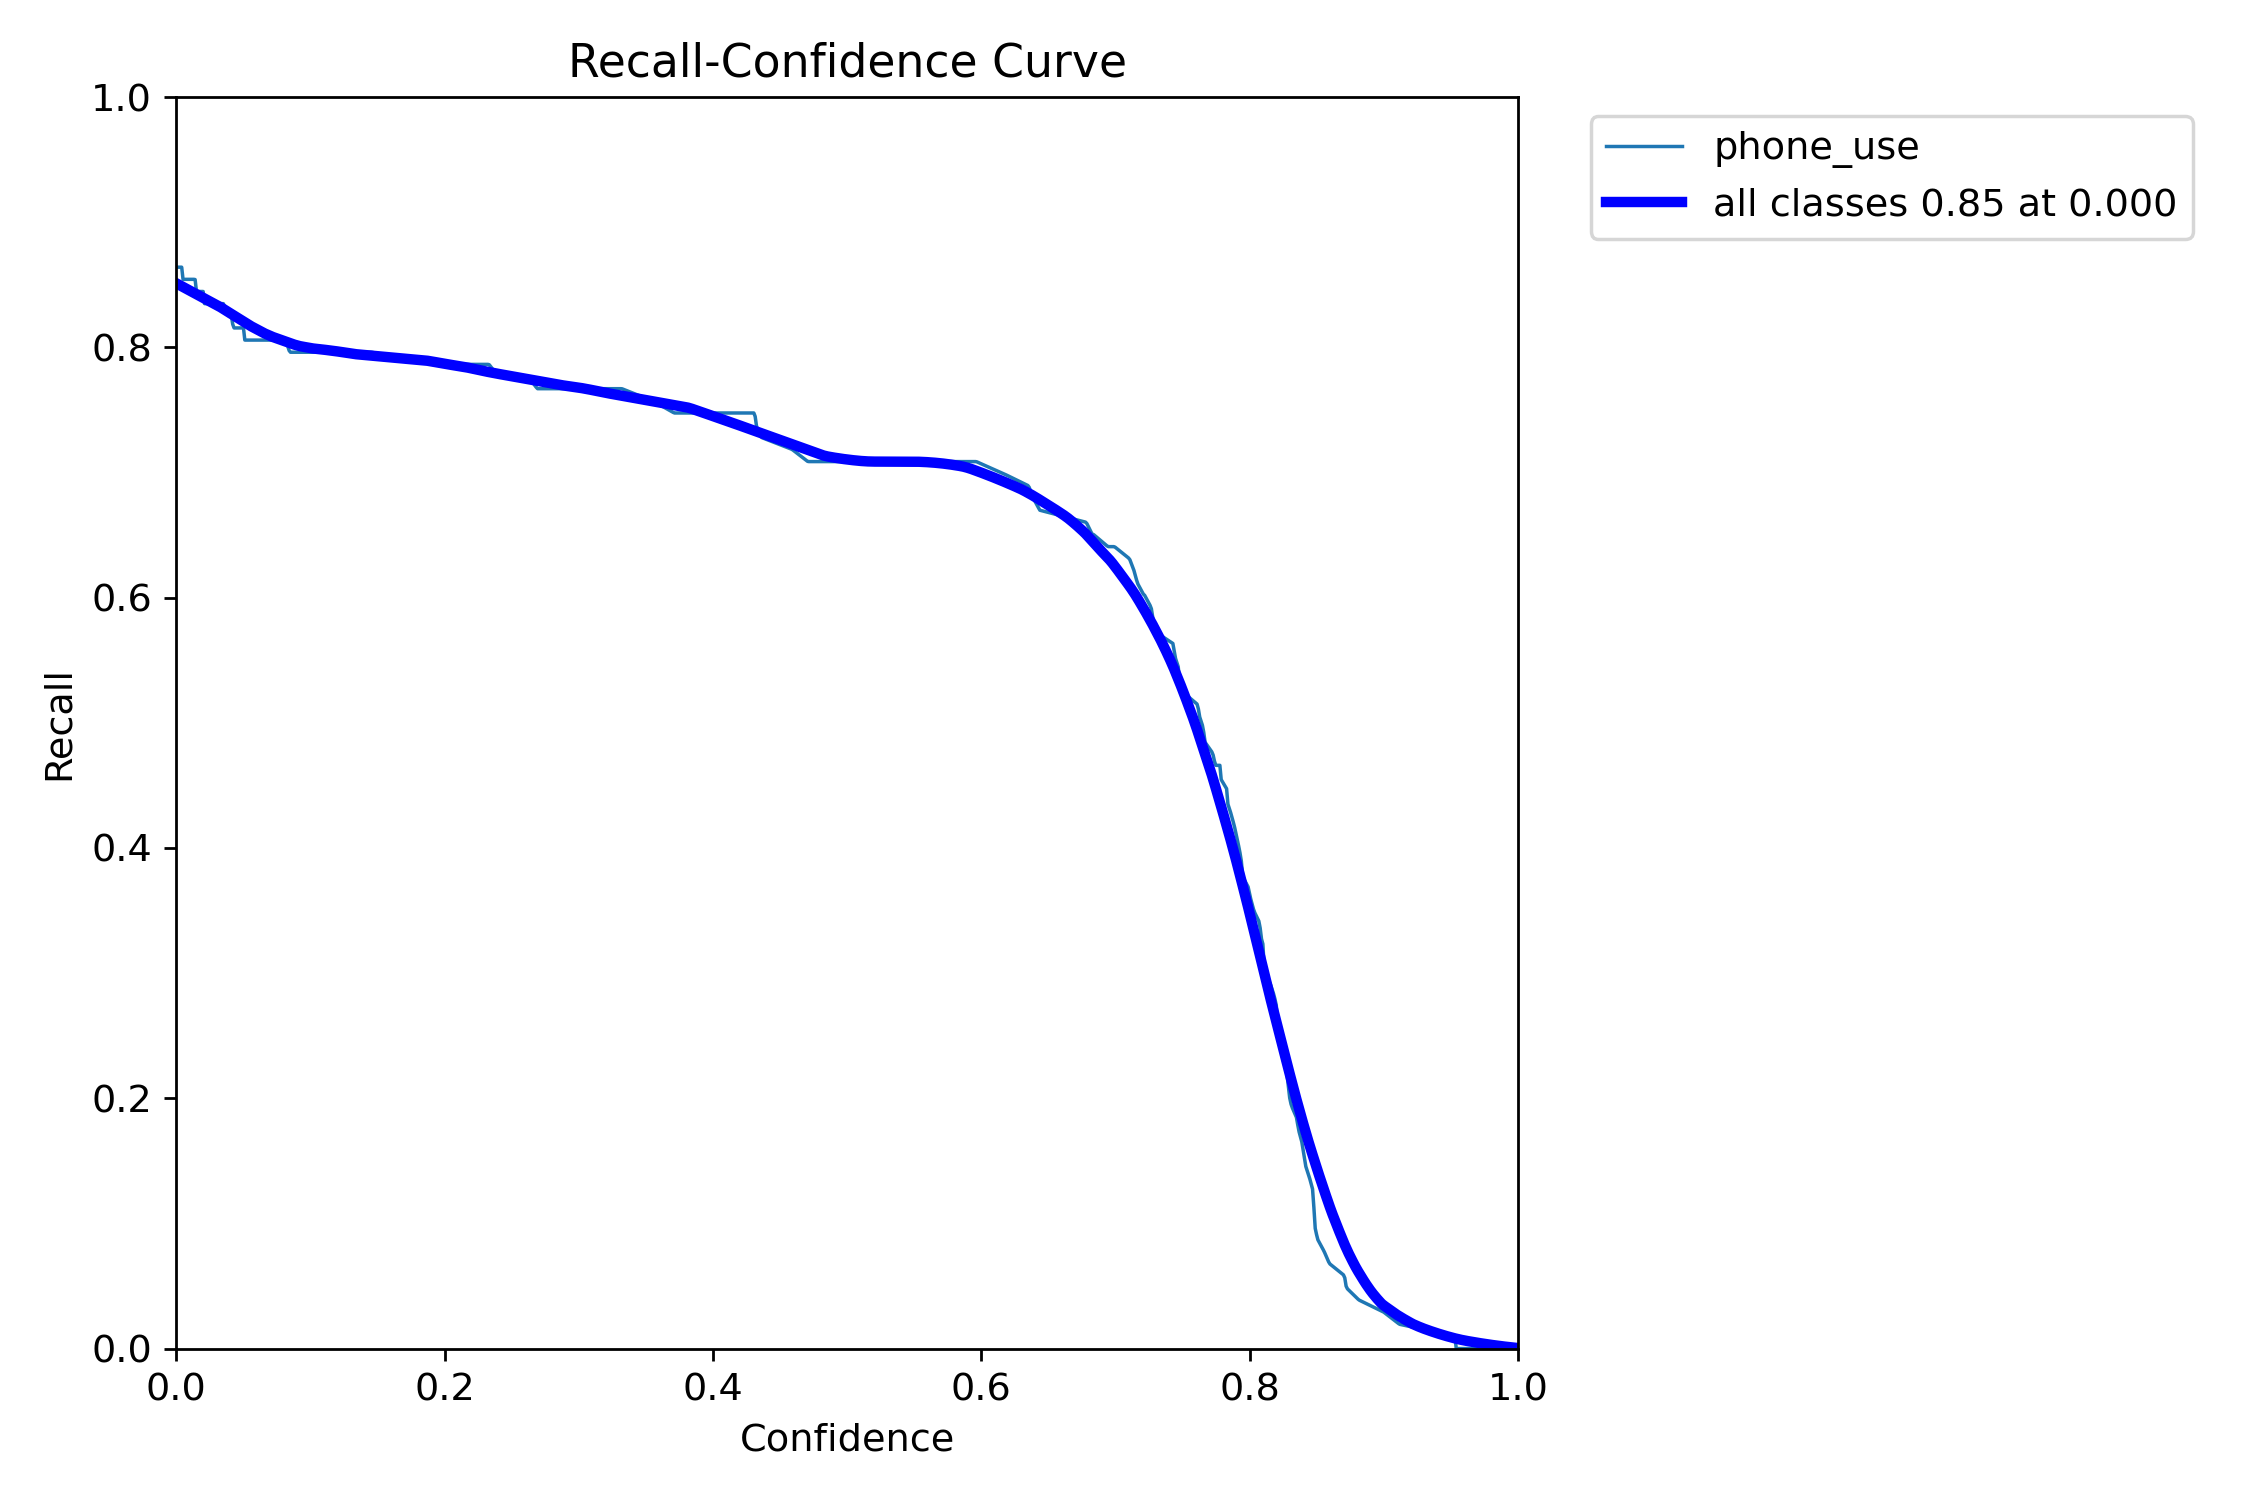 Recall-Confidence Curve
1.0
0.8
0.6
0.4
0.2
0.0
Recall
0.0 0.2 0.4 0.6 0.8 1.0
Confidence
phone_use
all classes 0.85 at 0.000